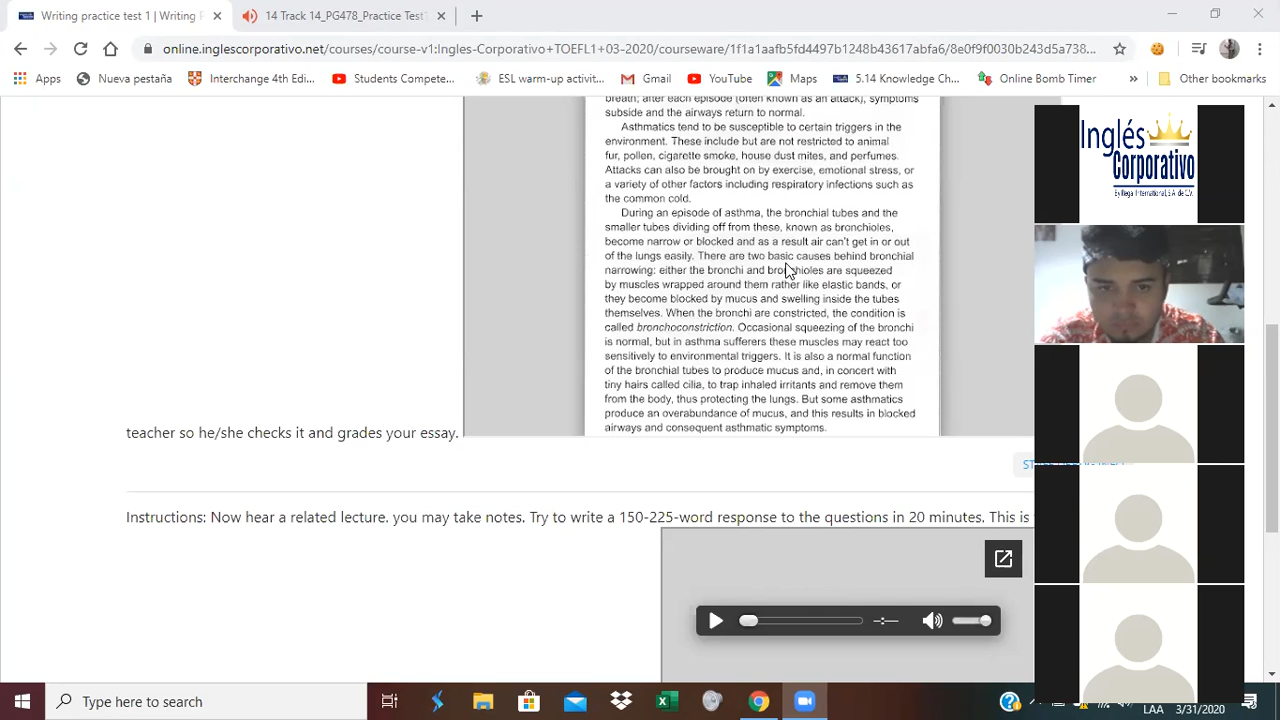 Writing practice test 1 | Writing P
14 Track 14_PG478_Practice Test
online.inglescorporativo.net/courses/course-v1:Ingles-Corporativo+TOEFL1+03-2020/courseware/1f1a1aafb5fd4497b1248b43617abfa6/8e0f9f0030b243d5a738...
Apps
Nueva pestaña
Interchange 4th Edi...
Students Compete...
ESL warm-up activit...
Gmail
YouTube
Maps
5.14 Knowledge Ch...
Online Bomb Timer
»
Other bookmarks
breath; after each episode (often known as an attack), symptoms
subside and the airways return to normal.
Asthmatics tend to be susceptible to certain triggers in the
environment. These include but are not restricted to animal
fur, pollen, cigarette smoke, house dust mites, and perfumes.
Attacks can also be brought on by exercise, emotional stress, or
a variety of other factors including respiratory infections such as
the common cold.
During an episode of asthma, the bronchial tubes and the
smaller tubes dividing off from these, known as bronchioles,
become narrow or blocked and as a result air can't get in or out
of the lungs easily. There are two basic causes behind bronchial
narrowing: either the bronchi and bronchioles are squeezed
by muscles wrapped around them rather like elastic bands, or
they become blocked by mucus and swelling inside the tubes
themselves. When the bronchi are constricted, the condition is
called bronchoconstriction. Occasional squeezing of the bronchi
is normal, but in asthma sufferers these muscles may react too
sensitively to environmental triggers. It is also a normal function
of the bronchial tubes to produce mucus and, in concert with
tiny hairs called cilia, to trap inhaled irritants and remove them
from the body, thus protecting the lungs. But some asthmatics
produce an overabundance of mucus, and this results in blocked
airways and consequent asthmatic symptoms.
teacher so he/she checks it and grades your essay.
Instructions: Now hear a related lecture. you may take notes. Try to write a 150-225-word response to the questions in 20 minutes. This is
-:-
Inglés
Corporativo
By Regal International, S.A. de C.V.
Type here to search
LAA
3/31/2020